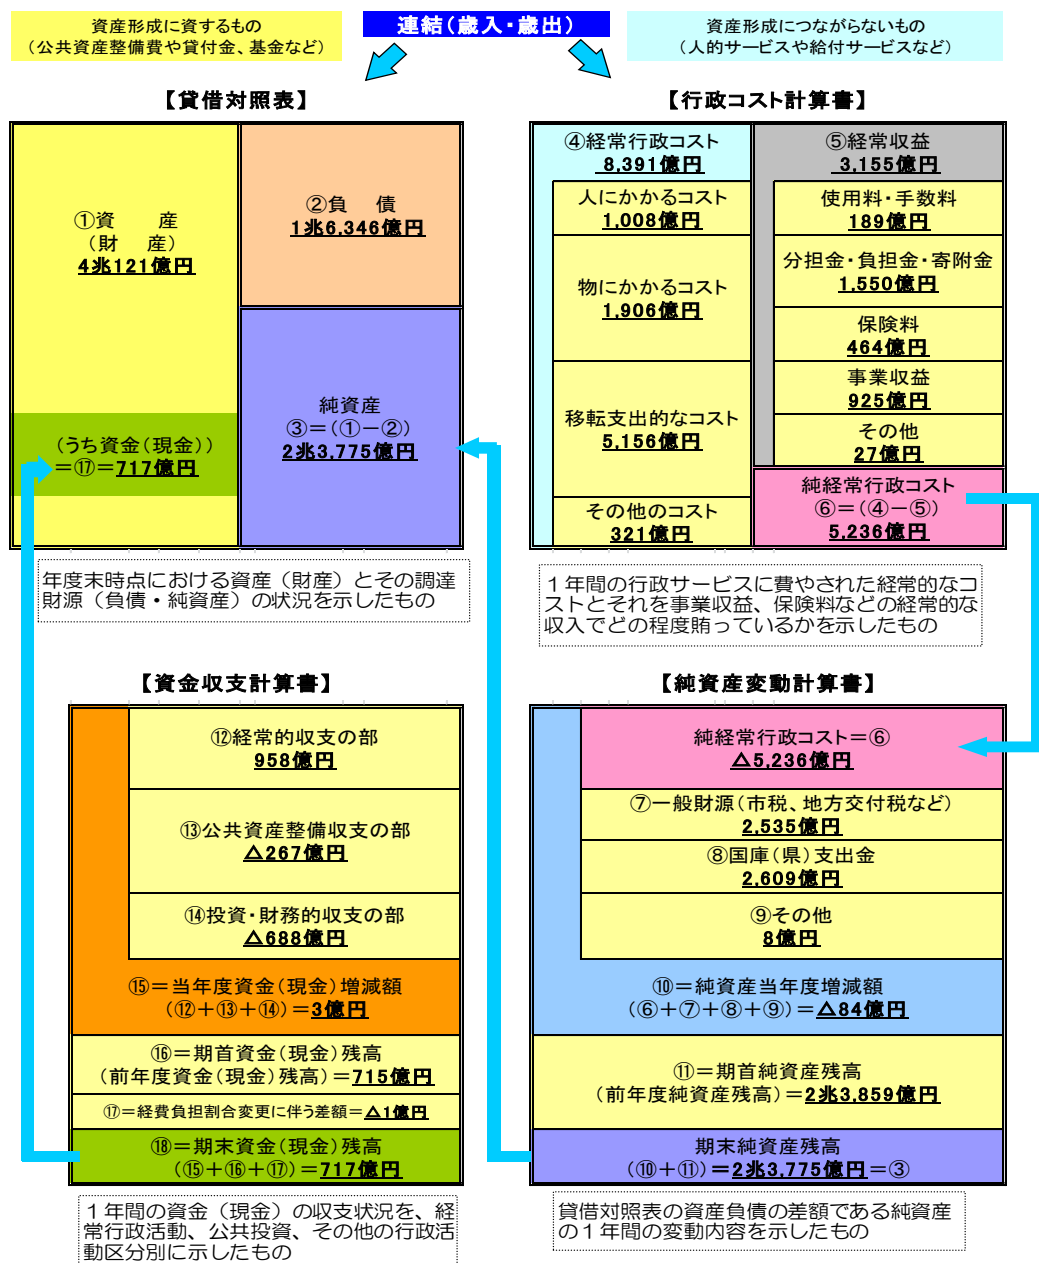 資産形成に資するもの
（公共資産整備費や貸付金、基金など）
連結（歳入・歳出）
資産形成につながらないもの
（人的サービスや給付サービスなど）
【貸借対照表】
①資　　産
（財　産）
4兆121億円
（うち資金（現金））
＝⑰＝717億円
②負　債
1兆6,346億円
純資産
③＝（①－②）
2兆3,775億円
年度末時点における資産（財産）とその調達
財源（負債・純資産）の状況を示したもの
【行政コスト計算書】
④経常行政コスト
8,391億円
人にかかるコスト
1,008億円
物にかかるコスト
1,906億円
移転支出的なコスト
5,156億円
その他のコスト
321億円
⑤経常収益
3,155億円
使用料・手数料
189億円
分担金・負担金・寄附金
1,550億円
保険料
464億円
事業収益
925億円
その他
27億円
純経常行政コスト
⑥＝（④－⑤）
5,236億円
１年間の行政サービスに費やされた経常的なコ
ストとそれを事業収益、保険料などの経常的な
収入でどの程度賄っているかを示したもの
【資金収支計算書】
⑫経常的収支の部
958億円
⑬公共資産整備収支の部
△267億円
⑭投資・財務的収支の部
△688億円
⑮＝当年度資金（現金）増減額
（⑫＋⑬＋⑭）＝3億円
⑯＝期首資金（現金）残高
（前年度資金（現金）残高）＝715億円
⑰＝経費負担割合変更に伴う差額＝△1億円
⑱＝期末資金（現金）残高
（⑮＋⑯＋⑰）＝717億円
１年間の資金（現金）の収支状況を、経
常行政活動、公共投資、その他の行政活
動区分別に示したもの
【純資産変動計算書】
純経常行政コスト＝⑥
△5,236億円
⑦一般財源（市税、地方交付税など）
2,535億円
⑧国庫（県）支出金
2,609億円
⑨その他
8億円
⑩＝純資産当年度増減額
（⑥＋⑦＋⑧＋⑨）＝△84億円
⑪＝期首純資産残高
（前年度純資産残高）＝2兆3,859億円
期末純資産残高
（⑩＋⑪）＝2兆3,775億円＝③
貸借対照表の資産負債の差額である純資産
の１年間の変動内容を示したもの